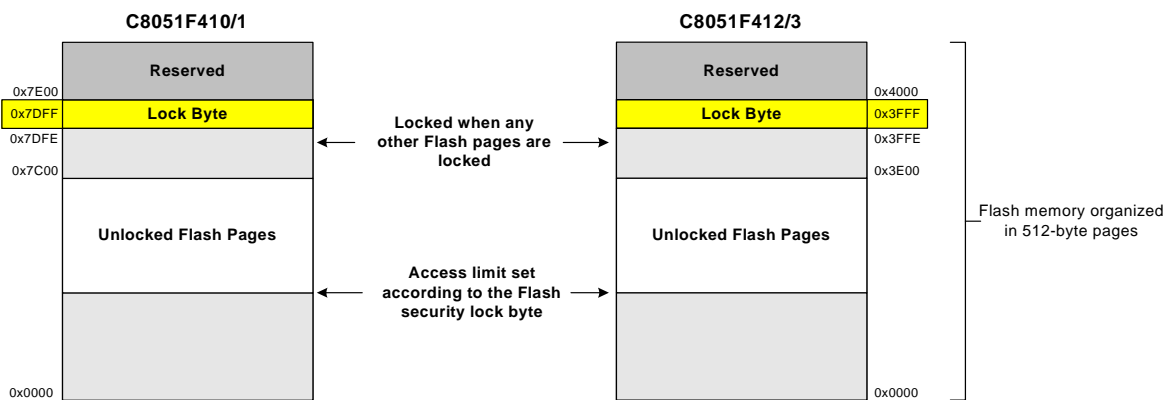 C8051F410/1
Reserved
0x7E00
0x7DFF
Lock Byte
0x7DFE
0x7C00
Unlocked Flash Pages
0x0000
Locked when any
other Flash pages are
locked
Access limit set
according to the Flash
security lock byte
C8051F412/3
Reserved
0x4000
Lock Byte
0x3FFF
0x3FFE
0x3E00
Unlocked Flash Pages
0x0000
Flash memory organized
in 512-byte pages